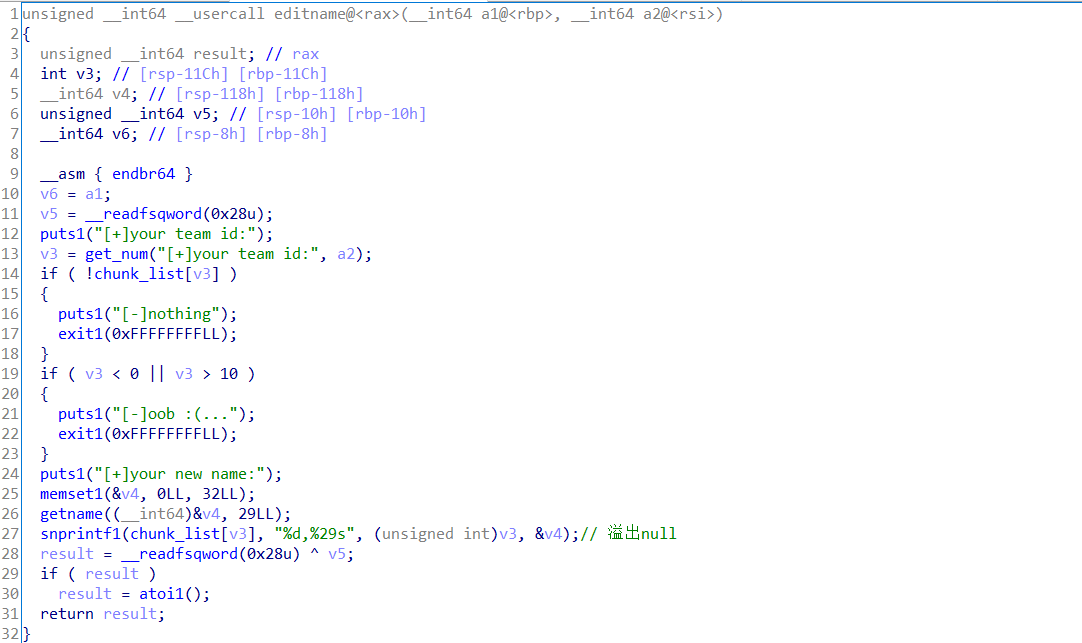 1 unsigned __int64 __usercall editname@<rax>(__int64 a1@<rbp>, __int64 a2@<rsi>)
2 {
3   unsigned __int64 result; // rax
4   int v3; // [rsp-11Ch] [rbp-11Ch]
5   __int64 v4; // [rsp-118h] [rbp-118h]
6   unsigned __int64 v5; // [rsp-10h] [rbp-10h]
7   __int64 v6; // [rsp-8h] [rbp-8h]
8
9   __asm { endbr64 }
10   v6 = a1;
11   v5 = __readfsqword(0x28u);
12   puts1("[+]your team id:");
13   v3 = get_num("[+]your team id:", a2);
14   if ( !chunk_list[v3] )
15   {
16     puts1("[-]nothing");
17     exit1(0xFFFFFFFFLL);
18   }
19   if ( v3 < 0 || v3 > 10 )
20   {
21     puts1("[-]oob :(...");
22     exit1(0xFFFFFFFFLL);
23   }
24   puts1("[+]your new name:");
25   memset1(&v4, 0LL, 32LL);
26   getname((__int64)&v4, 29LL);
27   snprintf1(chunk_list[v3], "%d,%29s", (unsigned int)v3, &v4);// 溢出null
28   result = __readfsqword(0x28u) ^ v5;
29   if ( result )
30     result = atoi1();
31   return result;
32 }